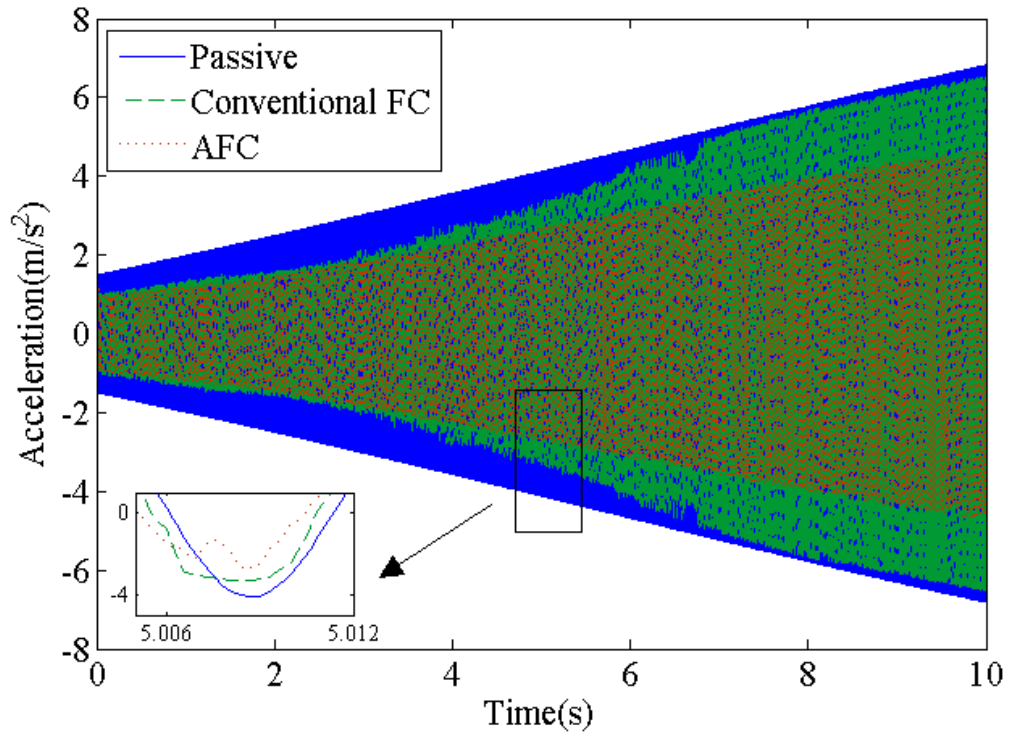 8
6
4
2
0
-2
-4
-6
-8
Acceleration(m/s²)
Passive
Conventional FC
AFC
0
-4
5.006 5.012
0 2 4 6 8 10
Time(s)